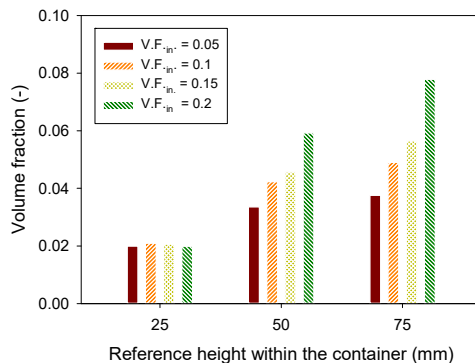 0.10
0.08
0.06
0.04
0.02
0.00
Volume fraction (-)
V.F.in. = 0.05
V.F.in. = 0.1
V.F.in. = 0.15
V.F.in = 0.2
25 50 75
Reference height within the container (mm)